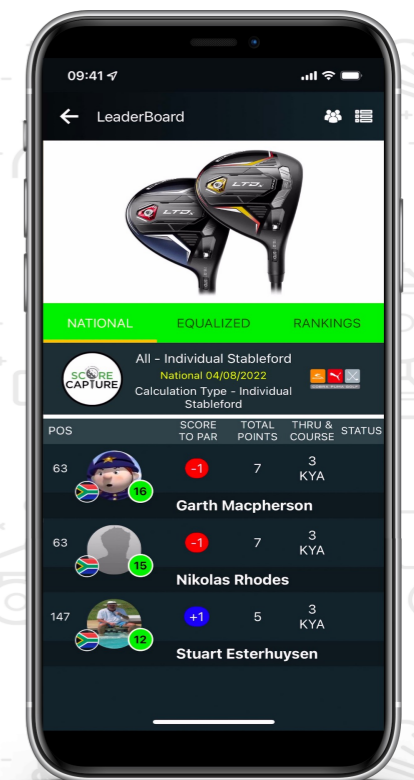 09:41
LeaderBoard
LTDx
LTDx
NATIONAL EQUALIZED RANKINGS
SCORE
CAPTURE
All - Individual Stableford
National 04/08/2022
Calculation Type - Individual
Stableford
POS SCORE TO PAR TOTAL POINTS THRU & COURSE STATUS
63 16 -1 7 3 KYA
Garth Macpherson
63 15 -1 7 3 KYA
Nikolas Rhodes
147 12 +1 5 3 KYA
Stuart Esterhuysen